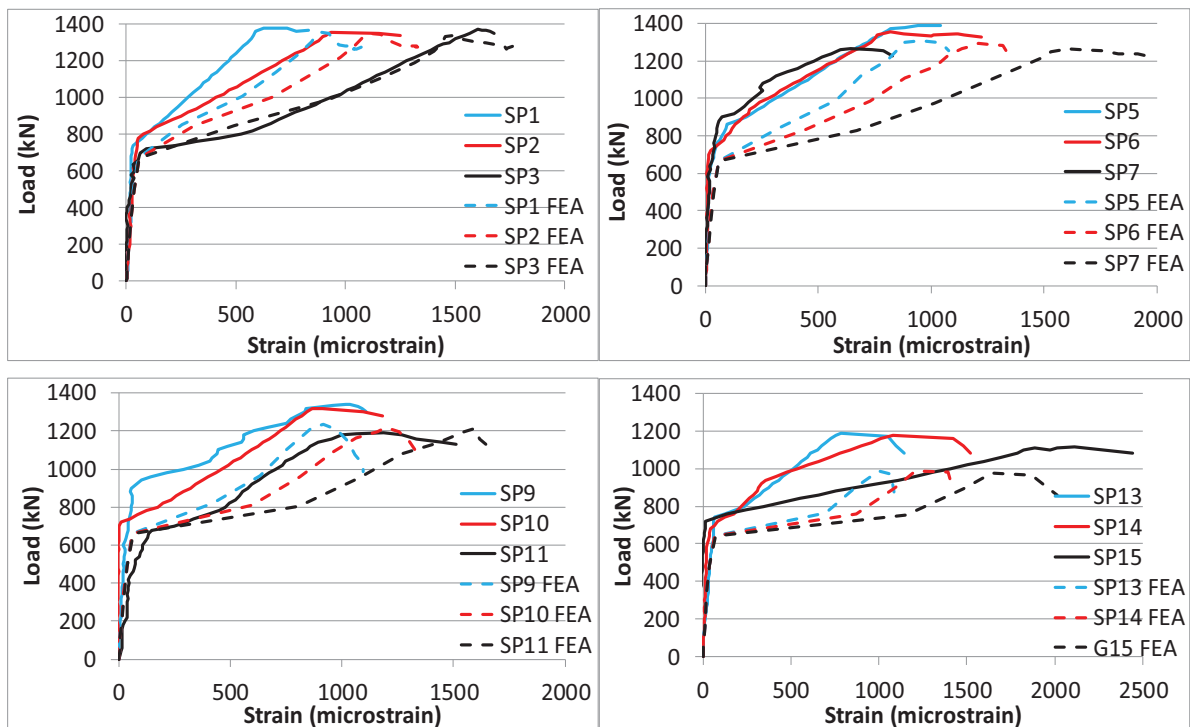 1400
1200
1000
800
600
400
200
0
Load (kN)
SP1
SP2
SP3
SP1 FEA
SP2 FEA
SP3 FEA
0 500 1000 1500 2000
Strain (microstrain)
1400
1200
1000
800
600
400
200
0
Load (kN)
SP5
SP6
SP7
SP5 FEA
SP6 FEA
SP7 FEA
0 500 1000 1500 2000
Strain (microstrain)
1400
1200
1000
800
600
400
200
0
Load (kN)
SP9
SP10
SP11
SP9 FEA
SP10 FEA
SP11 FEA
0 500 1000 1500 2000
Strain (microstrain)
1400
1200
1000
800
600
400
200
0
Load (kN)
SP13
SP14
SP15
SP13 FEA
SP14 FEA
G15 FEA
0 500 1000 1500 2000 2500
Strain (microstrain)